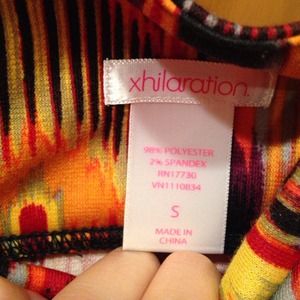 xhilaration.
98% POLYESTER
2% SPANDEX
RN17730
VN1110834
S
MADE IN
CHINA